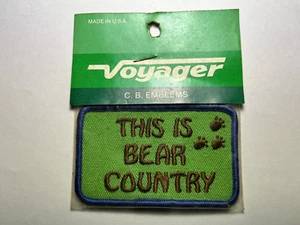 MADE IN U.S.A.
Voyager
C. B. EMBLEMS
THIS IS
BEAR
COUNTRY